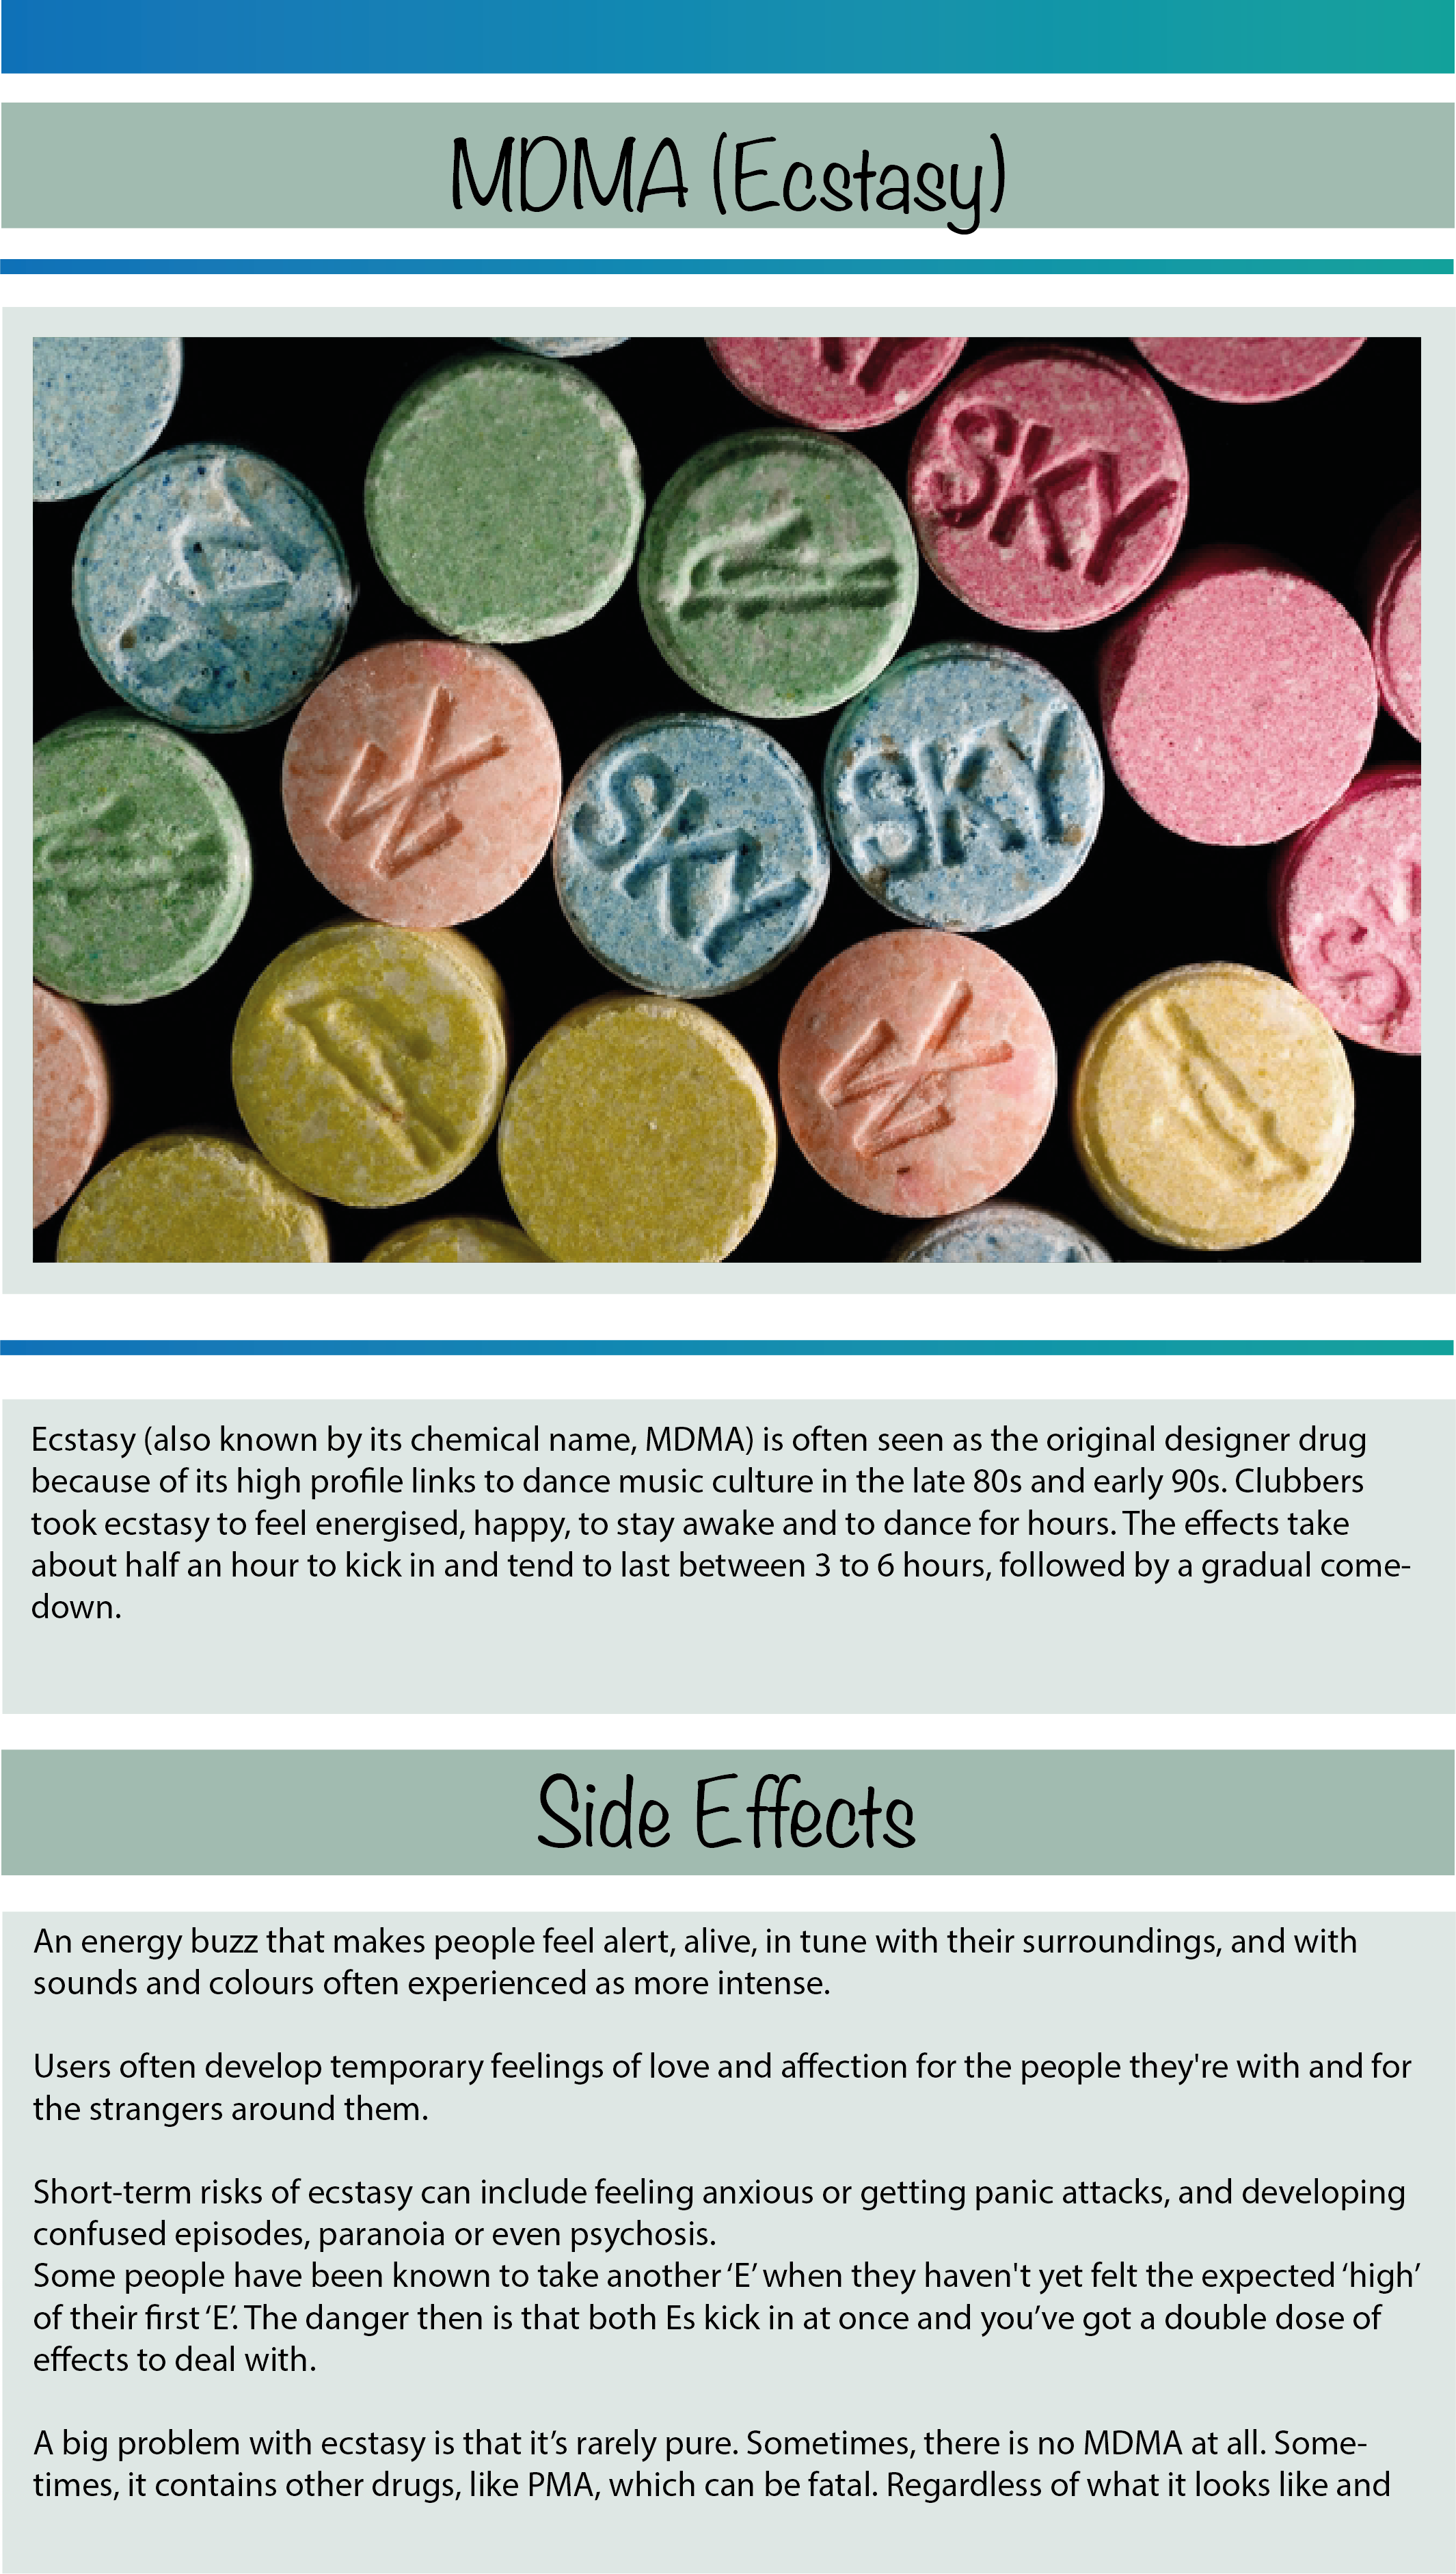 MDMA (Ecstasy)
SKY
SKY
SKY
Ecstasy (also known by its chemical name, MDMA) is often seen as the original designer drug
because of its high profile links to dance music culture in the late 80s and early 90s. Clubbers
took ecstasy to feel energised, happy, to stay awake and to dance for hours. The effects take
about half an hour to kick in and tend to last between 3 to 6 hours, followed by a gradual come-
down.
Side Effects
An energy buzz that makes people feel alert, alive, in tune with their surroundings, and with
sounds and colours often experienced as more intense.
Users often develop temporary feelings of love and affection for the people they're with and for
the strangers around them.
Short-term risks of ecstasy can include feeling anxious or getting panic attacks, and developing
confused episodes, paranoia or even psychosis.
Some people have been known to take another ‘E’ when they haven't yet felt the expected ‘high’
of their first ‘E’. The danger then is that both Es kick in at once and you’ve got a double dose of
effects to deal with.
A big problem with ecstasy is that it’s rarely pure. Sometimes, there is no MDMA at all. Some-
times, it contains other drugs, like PMA, which can be fatal. Regardless of what it looks like and